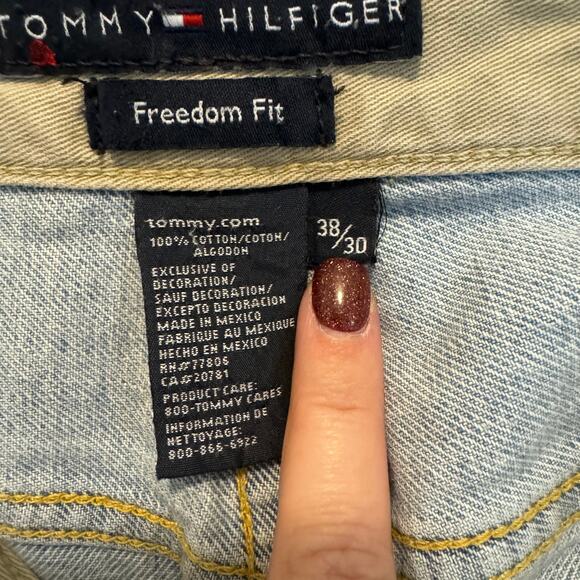 TOMMY HILFIGER
Freedom Fit
tommy.com
100% COTTON/COTON/
ALGODON
EXCLUSIVE OF
DECORATION/
SAUF DECORATION/
EXCEPTO DECORACION
MADE IN MEXICO
FABRIQUE AU MEXIQUE
HECHO EN MEXICO
RN#77806
CA#20781
PRODUCT CARE:
800-TOMMY CARES
INFORMATION DE
NETTOYAGE:
800-866-6922
38/30